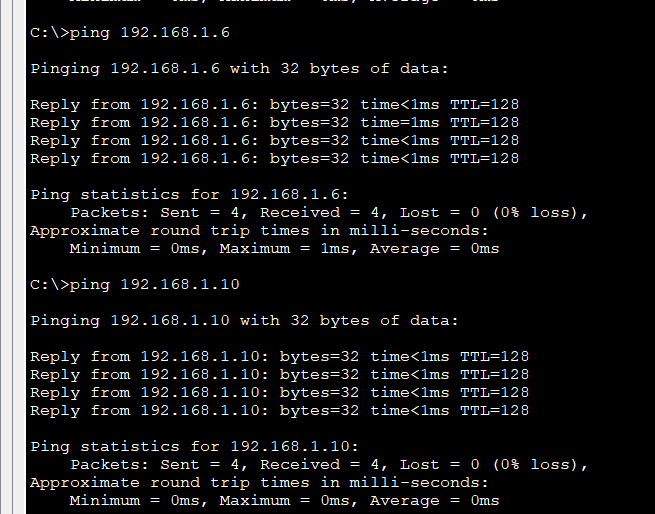 C:\>ping 192.168.1.6
Pinging 192.168.1.6 with 32 bytes of data:
Reply from 192.168.1.6: bytes=32 time<1ms TTL=128
Reply from 192.168.1.6: bytes=32 time=1ms TTL=128
Reply from 192.168.1.6: bytes=32 time<1ms TTL=128
Reply from 192.168.1.6: bytes=32 time<1ms TTL=128
Ping statistics for 192.168.1.6:
Packets: Sent = 4, Received = 4, Lost = 0 (0% loss),
Approximate round trip times in milli-seconds:
Minimum = 0ms, Maximum = 1ms, Average = 0ms
C:\>ping 192.168.1.10
Pinging 192.168.1.10 with 32 bytes of data:
Reply from 192.168.1.10: bytes=32 time<1ms TTL=128
Reply from 192.168.1.10: bytes=32 time<1ms TTL=128
Reply from 192.168.1.10: bytes=32 time<1ms TTL=128
Reply from 192.168.1.10: bytes=32 time<1ms TTL=128
Ping statistics for 192.168.1.10:
Packets: Sent = 4, Received = 4, Lost = 0 (0% loss),
Approximate round trip times in milli-seconds:
Minimum = 0ms, Maximum = 0ms, Average = 0ms